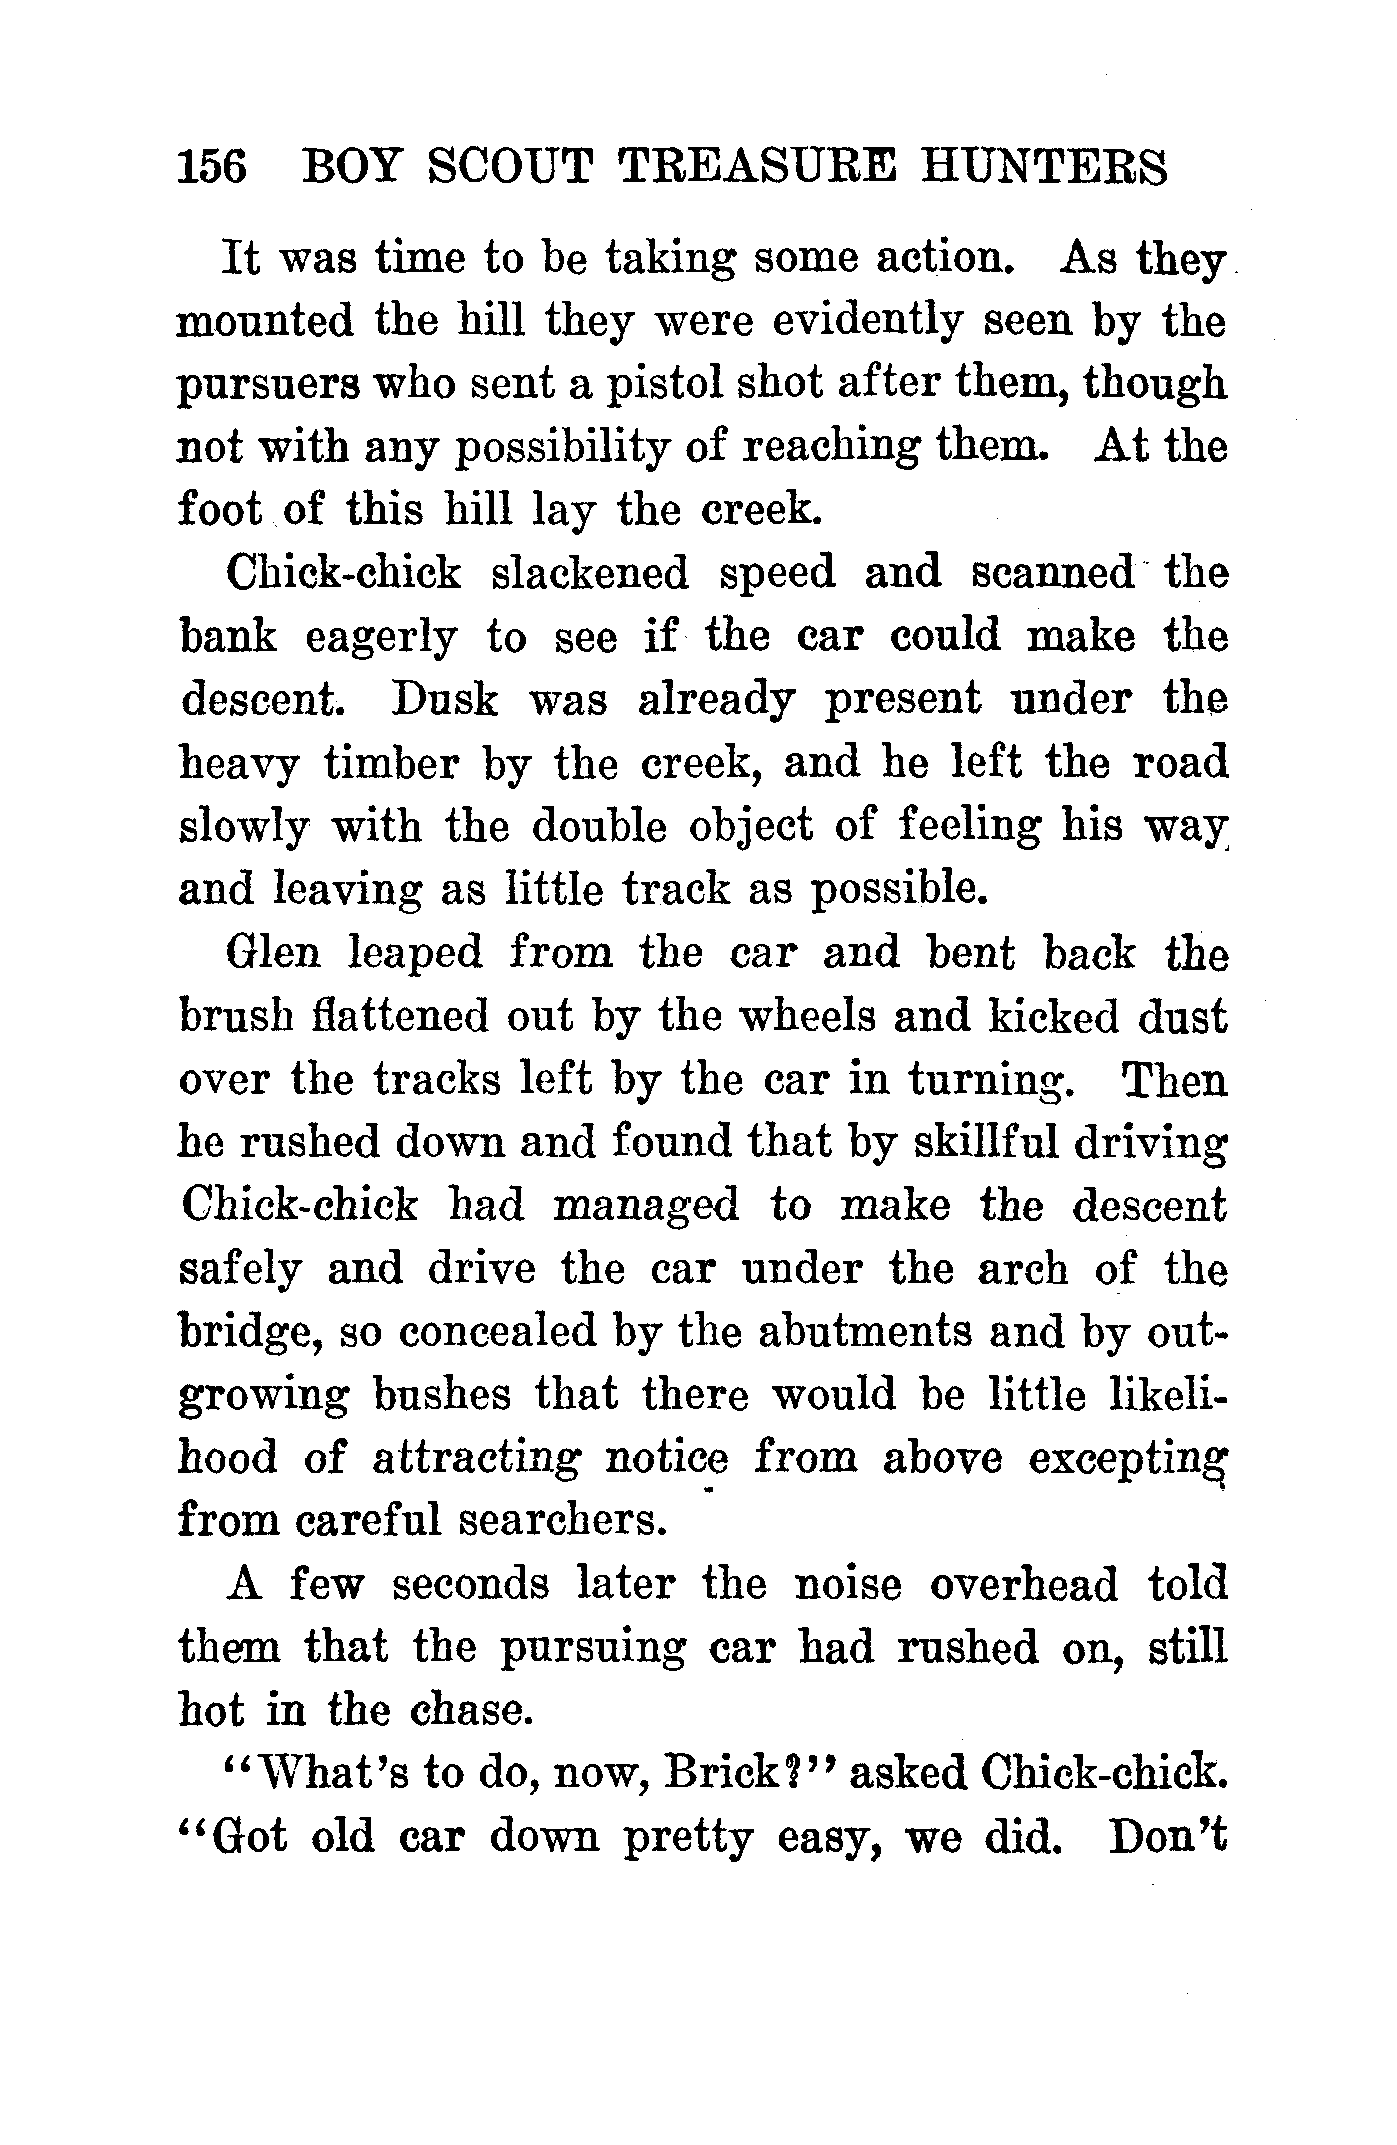 156 BOY SCOUT TREASURE HUNTERS
It was time to be taking some action. As they
mounted the hill they were evidently seen by the
pursuers who sent a pistol shot after them, though
not with any possibility of reaching them. At the
foot of this hill lay the creek.
Chick-chick slackened speed and scanned the
bank eagerly to see if the car could make the
descent. Dusk was already present under the
heavy timber by the creek, and he left the road
slowly with the double object of feeling his way
and leaving as little track as possible.
Glen leaped from the car and bent back the
brush flattened out by the wheels and kicked dust
over the tracks left by the car in turning. Then
he rushed down and found that by skillful driving
Chick-chick had managed to make the descent
safely and drive the car under the arch of the
bridge, so concealed by the abutments and by out-
growing bushes that there would be little likeli-
hood of attracting notice from above excepting
from careful searchers.
A few seconds later the noise overhead told
them that the pursuing car had rushed on, still
hot in the chase.
"What's to do, now, Brick?" asked Chick-chick.
"Got old car down pretty easy, we did. Don't